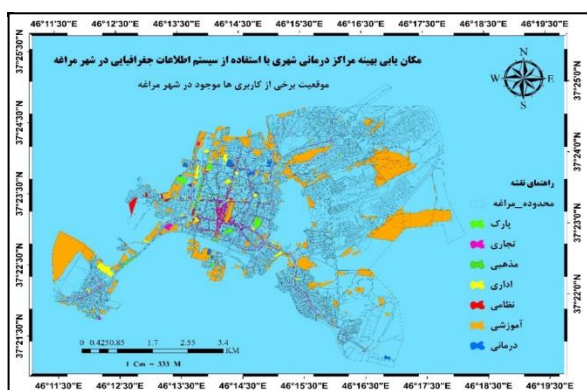 46°11'30"E 46°12'30"E 46°13'30"E 46°14'30"E 46°15'30"E 46°16'30"E 46°17'30"E 46°18'30"E 46°19'30"E
مکان یابی بهینه مراکز درمانی شهری با استفاده از سیستم اطلاعات جغرافیایی در شهر مراغه
موقعیت برخی از کاربری ها موجود در شهر مراغه
N
W E
S
37°25'30"N
37°24'30"N
37°23'30"N
37°22'30"N
37°21'30"N
37°25'0"N
37°24'0"N
37°23'0"N
37°22'0"N
37°21'0"N
راهنمای نقشه
محدوده_مراغه
پارک
تجاری
مذهبی
اداری
نظامی
آموزشی
درمانی
0 0.425 0.85 1.7 2.55 3.4
KM
1 Cm = 333 M
46°11'30"E 46°12'30"E 46°13'30"E 46°14'30"E 46°15'30"E 46°16'30"E 46°17'30"E 46°18'30"E 46°19'30"E